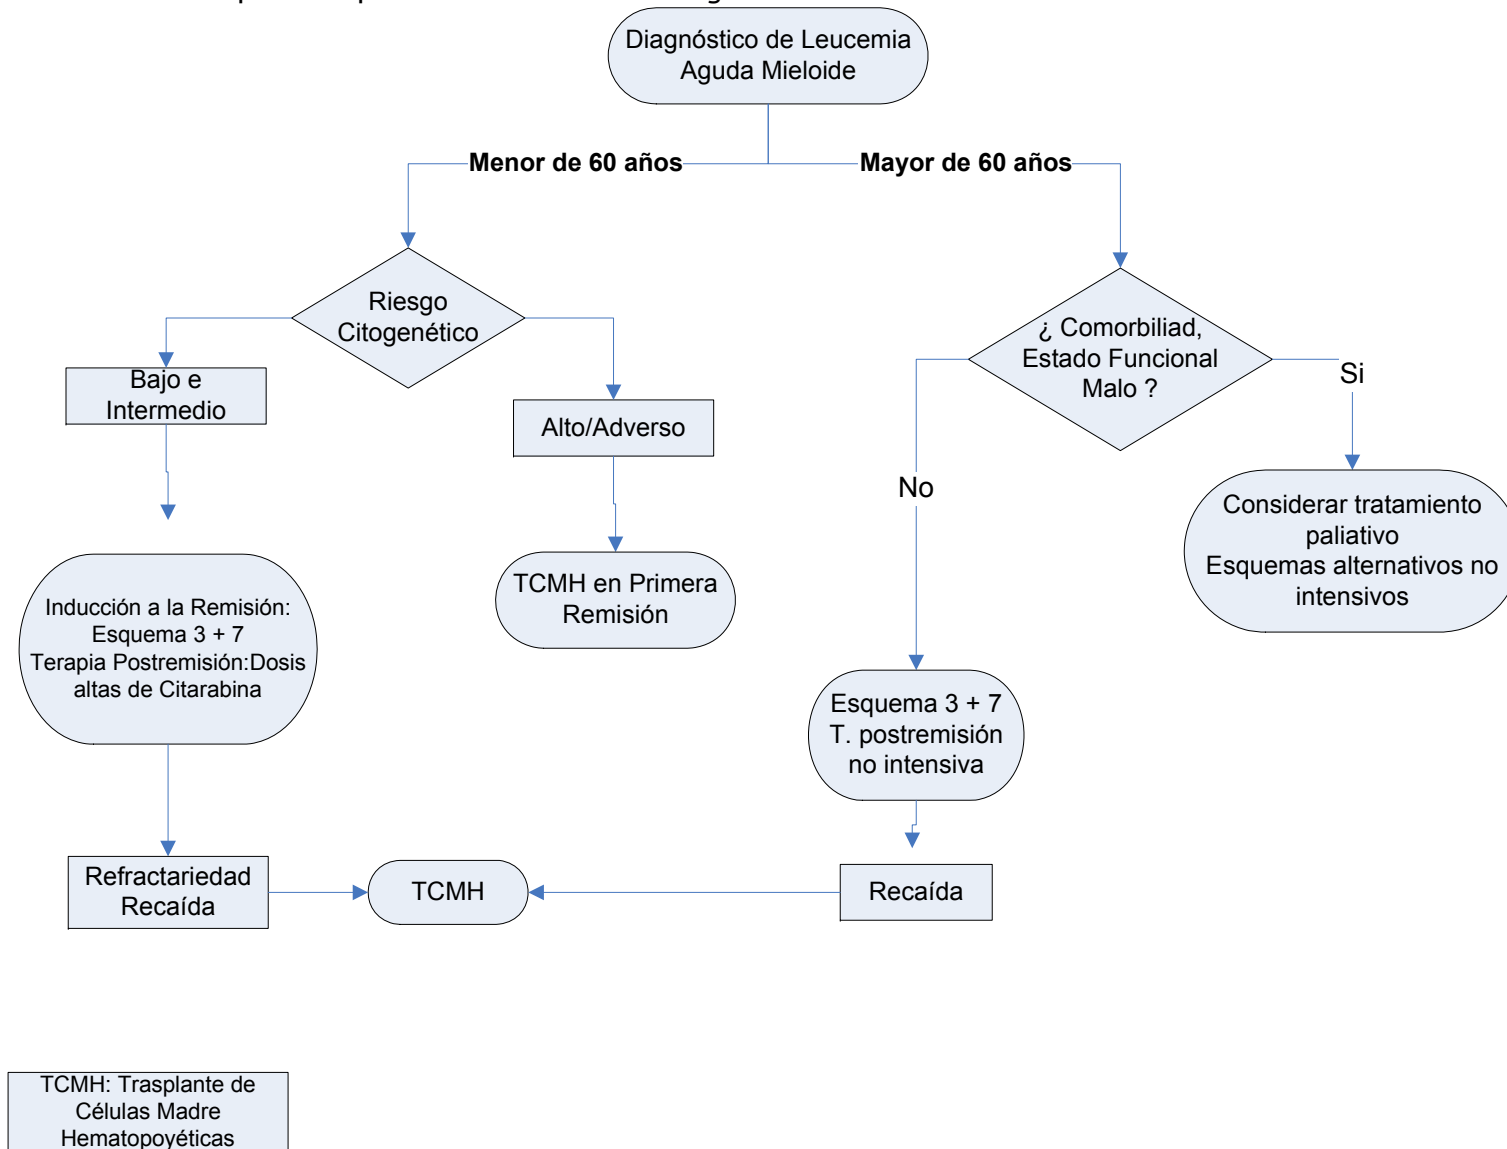 Diagnóstico de Leucemia
Aguda Mieloide
Menor de 60 años
Mayor de 60 años
Riesgo
Citogenético
¿ Comorbiliad,
Estado Funcional
Malo ?
Si
Bajo e
Intermedio
Alto/Adverso
No
Considerar tratamiento
paliativo
Esquemas alternativos no
intensivos
TCMH en Primera
Remisión
Inducción a la Remisión:
Esquema 3 + 7
Terapia Postremisión:Dosis
altas de Citarabina
Esquema 3 + 7
T. postremisión
no intensiva
Refractariedad
Recaída
TCMH
Recaída
TCMH: Trasplante de
Células Madre
Hematopoyéticas